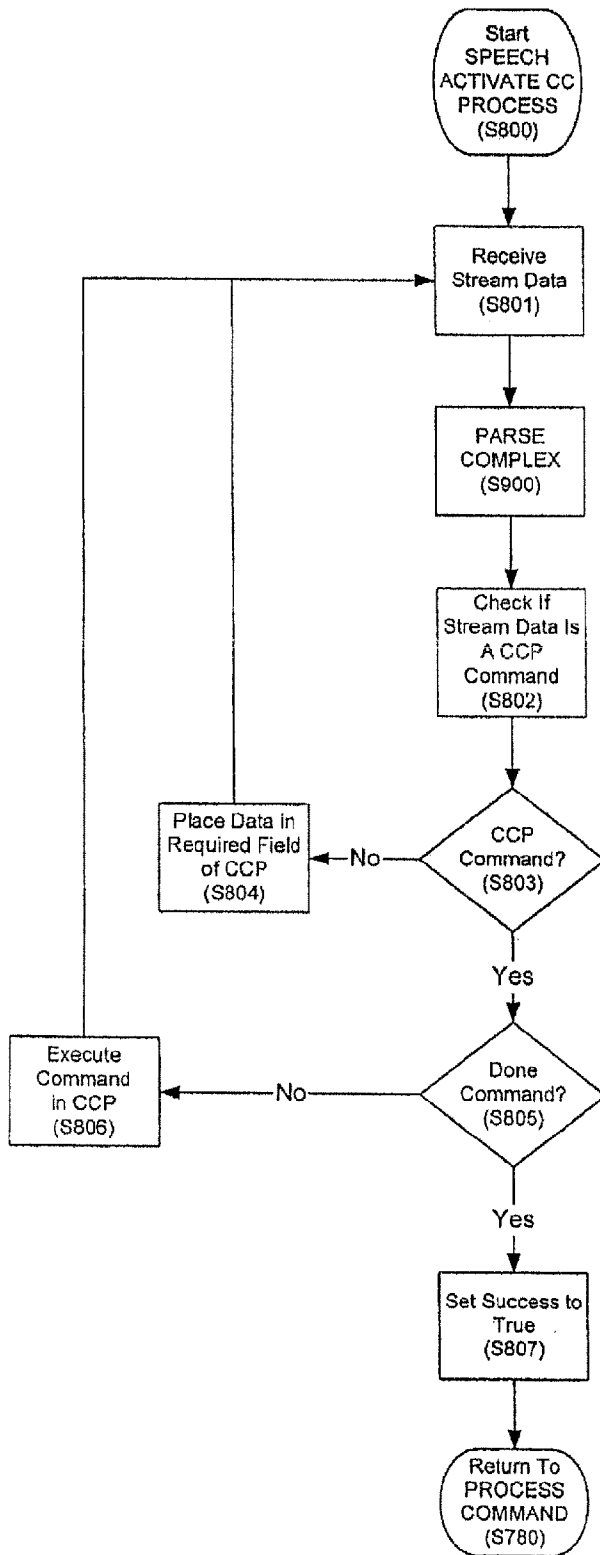 Start
SPEECH
ACTIVATE CC
PROCESS
(S800)
Receive
Stream Data
(S801)
PARSE
COMPLEX
(S900)
Check If
Stream Data Is
A CCP
Command
(S802)
CCP
Command?
(S803)
No
Place Data in
Required Field
of CCP
(S804)
Yes
Done
Command?
(S805)
No
Execute
Command
in CCP
(S806)
Yes
Set Success to
True
(S807)
Return To
PROCESS
COMMAND
(S780)